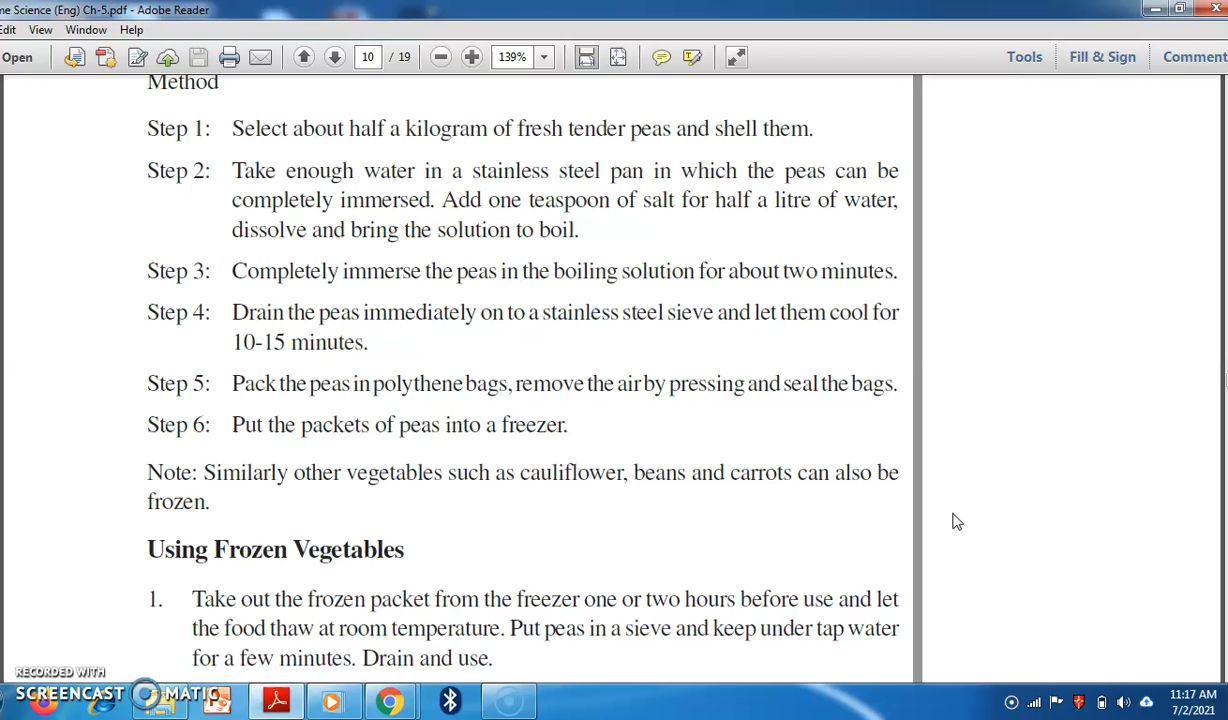 me Science (Eng) Ch-5.pdf - Adobe Reader
Edit View Window Help
Open 10 / 19 139% Tools Fill & Sign Comment
Method
Step 1: Select about half a kilogram of fresh tender peas and shell them.
Step 2: Take enough water in a stainless steel pan in which the peas can be
completely immersed. Add one teaspoon of salt for half a litre of water,
dissolve and bring the solution to boil.
Step 3: Completely immerse the peas in the boiling solution for about two minutes.
Step 4: Drain the peas immediately on to a stainless steel sieve and let them cool for
10-15 minutes.
Step 5: Pack the peas in polythene bags, remove the air by pressing and seal the bags.
Step 6: Put the packets of peas into a freezer.
Note: Similarly other vegetables such as cauliflower, beans and carrots can also be
frozen.
Using Frozen Vegetables
1. Take out the frozen packet from the freezer one or two hours before use and let
the food thaw at room temperature. Put peas in a sieve and keep under tap water
for a few minutes. Drain and use.
RECORDED WITH
SCREENCAST MATIC
11:17 AM
7/2/2021